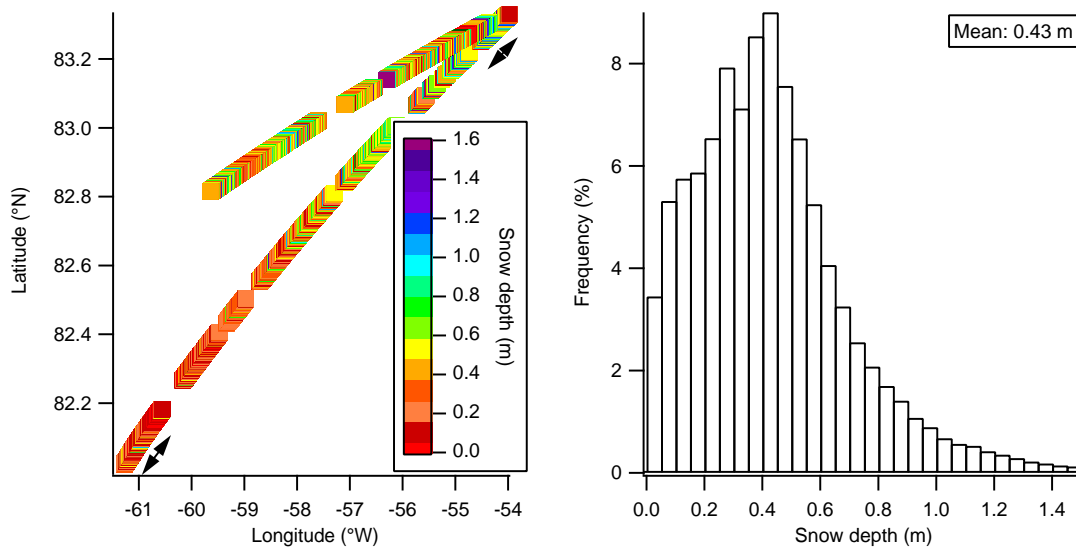 83.2
83.0
82.8
82.6
82.4
82.2
Latitude (°N)
-61 -60 -59 -58 -57 -56 -55 -54
Longitude (°W)
1.6
1.4
1.2
1.0
0.8
0.6
0.4
0.2
0.0
Snow depth (m)
Mean: 0.43 m
8
6
4
2
0
Frequency (%)
0.0 0.2 0.4 0.6 0.8 1.0 1.2 1.4
Snow depth (m)